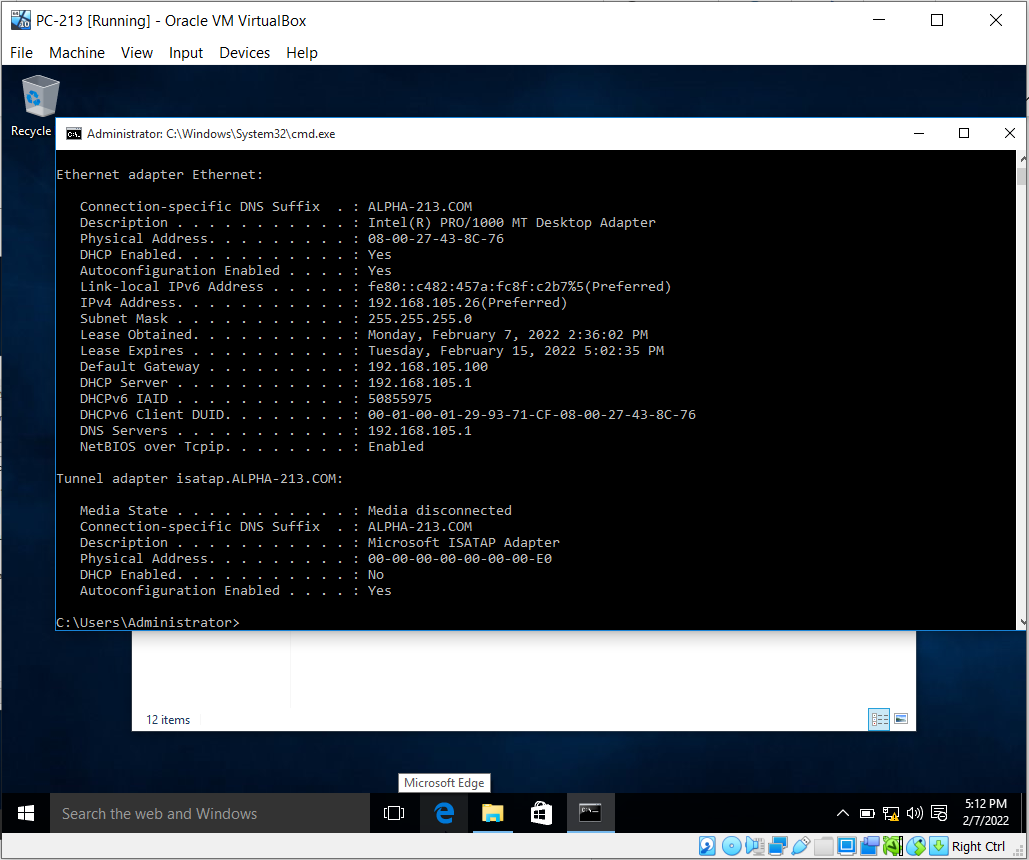 PC-213 [Running] - Oracle VM VirtualBox
File Machine View Input Devices Help
Recycle
Administrator: C:\Windows\System32\cmd.exe
Ethernet adapter Ethernet:
Connection-specific DNS Suffix  . : ALPHA-213.COM
Description . . . . . . . . . . . : Intel(R) PRO/1000 MT Desktop Adapter
Physical Address. . . . . . . . . : 08-00-27-43-8C-76
DHCP Enabled. . . . . . . . . . . : Yes
Autoconfiguration Enabled . . . . : Yes
Link-local IPv6 Address . . . . . : fe80::c482:457a:fc8f:c2b7%5(Preferred)
IPv4 Address. . . . . . . . . . . : 192.168.105.26(Preferred)
Subnet Mask . . . . . . . . . . . : 255.255.255.0
Lease Obtained. . . . . . . . . . : Monday, February 7, 2022 2:36:02 PM
Lease Expires . . . . . . . . . . : Tuesday, February 15, 2022 5:02:35 PM
Default Gateway . . . . . . . . . : 192.168.105.100
DHCP Server . . . . . . . . . . . : 192.168.105.1
DHCPv6 IAID . . . . . . . . . . . : 50855975
DHCPv6 Client DUID. . . . . . . . : 00-01-00-01-29-93-71-CF-08-00-27-43-8C-76
DNS Servers . . . . . . . . . . . : 192.168.105.1
NetBIOS over Tcpip. . . . . . . . : Enabled
Tunnel adapter isatap.ALPHA-213.COM:
Media State . . . . . . . . . . . : Media disconnected
Connection-specific DNS Suffix  . : ALPHA-213.COM
Description . . . . . . . . . . . : Microsoft ISATAP Adapter
Physical Address. . . . . . . . . : 00-00-00-00-00-00-00-E0
DHCP Enabled. . . . . . . . . . . : No
Autoconfiguration Enabled . . . . : Yes
C:\Users\Administrator>
12 items
Microsoft Edge
Search the web and Windows
5:12 PM
2/7/2022
Right Ctrl